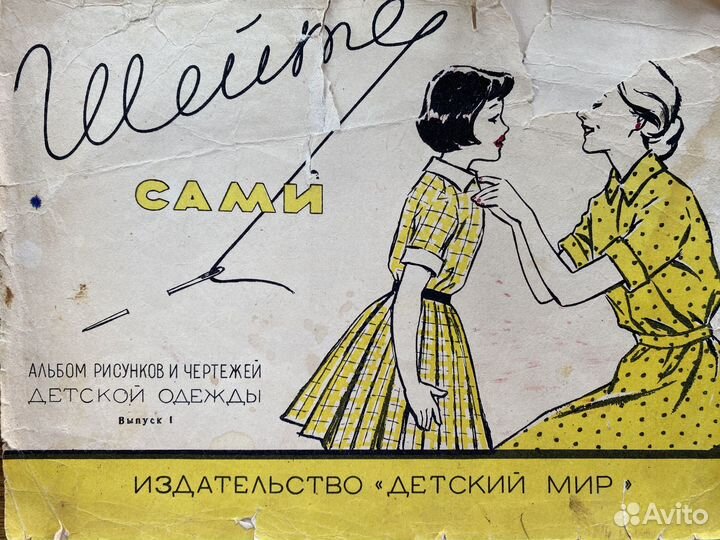 Шейте
САМИ
АЛЬБОМ РИСУНКОВ И ЧЕРТЕЖЕЙ
ДЕТСКОЙ ОДЕЖДЫ
Выпуск 1
ИЗДАТЕЛЬСТВО «ДЕТСКИЙ МИР»
Avito